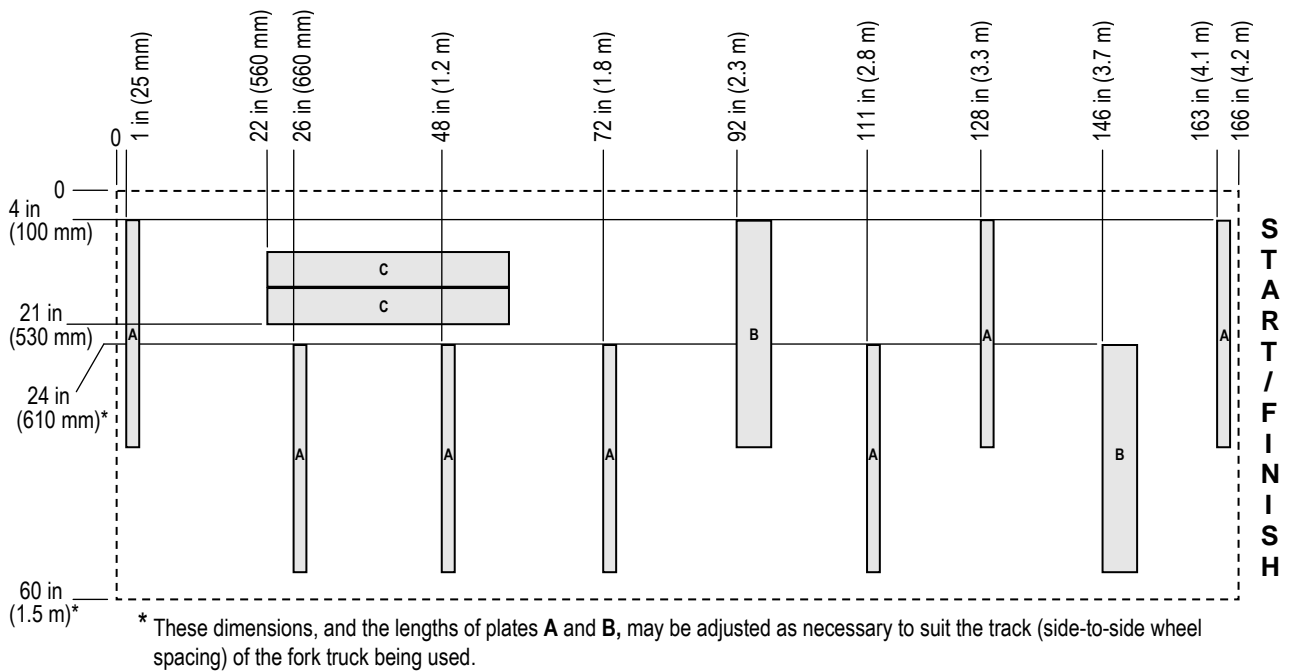 0
1 in (25 mm)
22 in (560 mm)
26 in (660 mm)
48 in (1.2 m)
72 in (1.8 m)
92 in (2.3 m)
111 in (2.8 m)
128 in (3.3 m)
146 in (3.7 m)
163 in (4.1 m)
166 in (4.2 m)
0
4 in
(100 mm)
21 in
(530 mm)
24 in
(610 mm)*
60 in
(1.5 m)*
C
C
A
B
A
A
A
A
A
A
B
START/FINISH
* These dimensions, and the lengths of plates A and B, may be adjusted as necessary to suit the track (side-to-side wheel
spacing) of the fork truck being used.